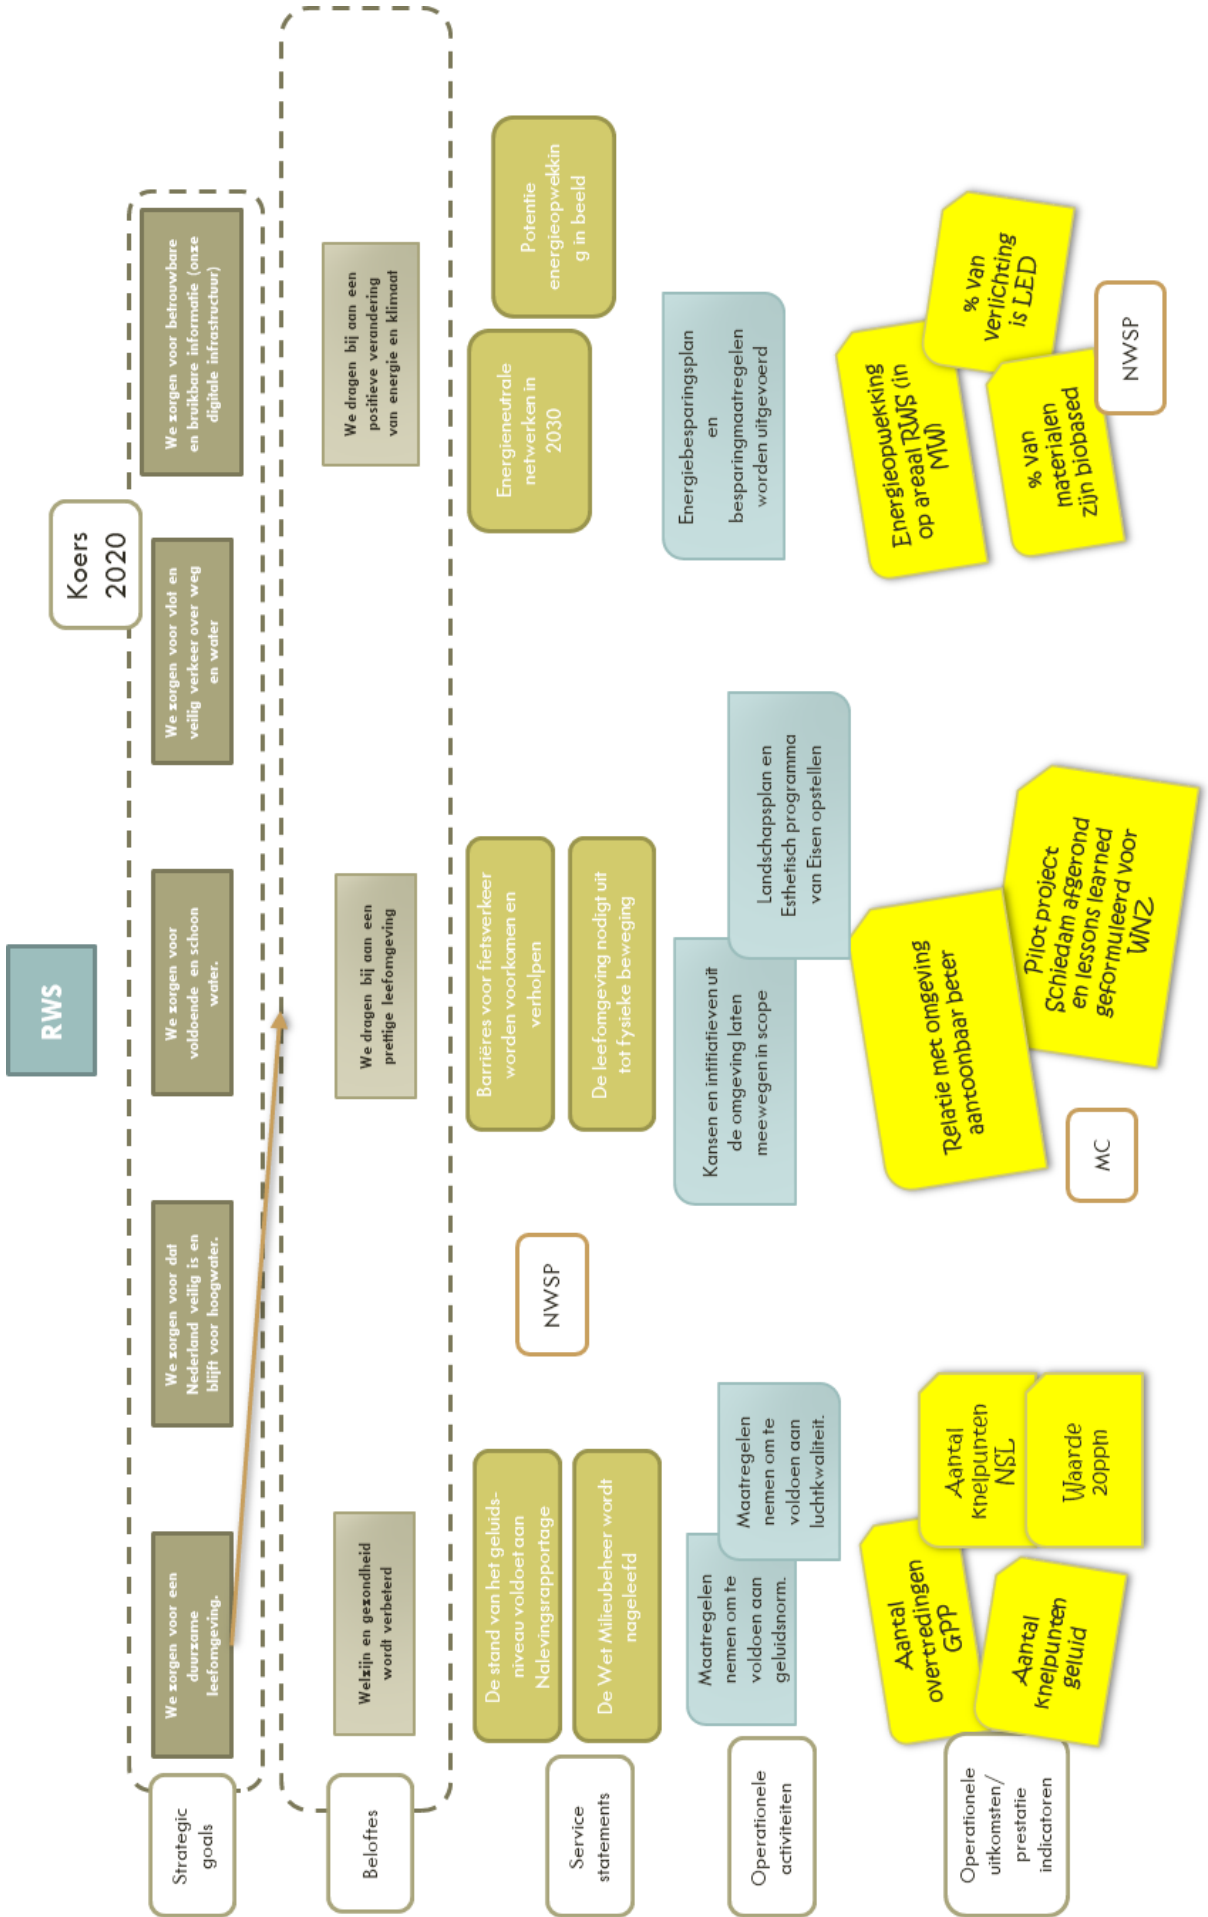 RWS
Koers
2020
Strategic
goals
We zorgen voor een
duurzame
leefomgeving.
We zorgen voor dat
Nederland veilig is en
blijft voor hoogwater.
We zorgen voor
voldoende en schoon
water.
We zorgen voor vlot en
veilig verkeer over weg
en water
We zorgen voor betrouwbare
en bruikbare informatie (onze
digitale infrastructuur)
Beloftes
Welzijn en gezondheid
wordt verbeterd
We dragen bij aan een
prettige leefomgeving
We dragen bij aan een
positieve verandering
van energie en klimaat
Service
statements
De stand van het geluids-
niveau voldoet aan
Nalevingsrapportage
De Wet Milieubeheer wordt
nageleefd
NWSP
Barrières voor fietsverkeer
worden voorkomen en
verholpen
De leefomgeving nodigt uit
tot fysieke beweging
Energieneutrale
netwerken in
2030
Potentie
energieopwekkin
g in beeld
Operationele
activiteiten
Maatregelen
nemen om te
voldoen aan
geluidsnorm.
Maatregelen
nemen om te
voldoen aan
luchtkwaliteit.
Kansen en intitiatieven uit
de omgeving laten
meewegen in scope
Landschapsplan en
Esthetisch programma
van Eisen opstellen
Energiebesparingsplan
en
besparingmaatregelen
worden uitgevoerd
Operationele
uitkomsten/
prestatie
indicatoren
Aantal
overtredingen
GPP
Aantal
knelpunten
geluid
Aantal
knelpunten
NSL
Waarde
20ppm
MC
Relatie met omgeving
aantoonbaar beter
Pilot project
Schiedam afgerond
en lessons learned
geformuleerd voor
WNZ
Energieopwekking
op areaal RWS (in
MW)
% van
materialen
zijn biobased
% van
verlichting
is LED
NWSP